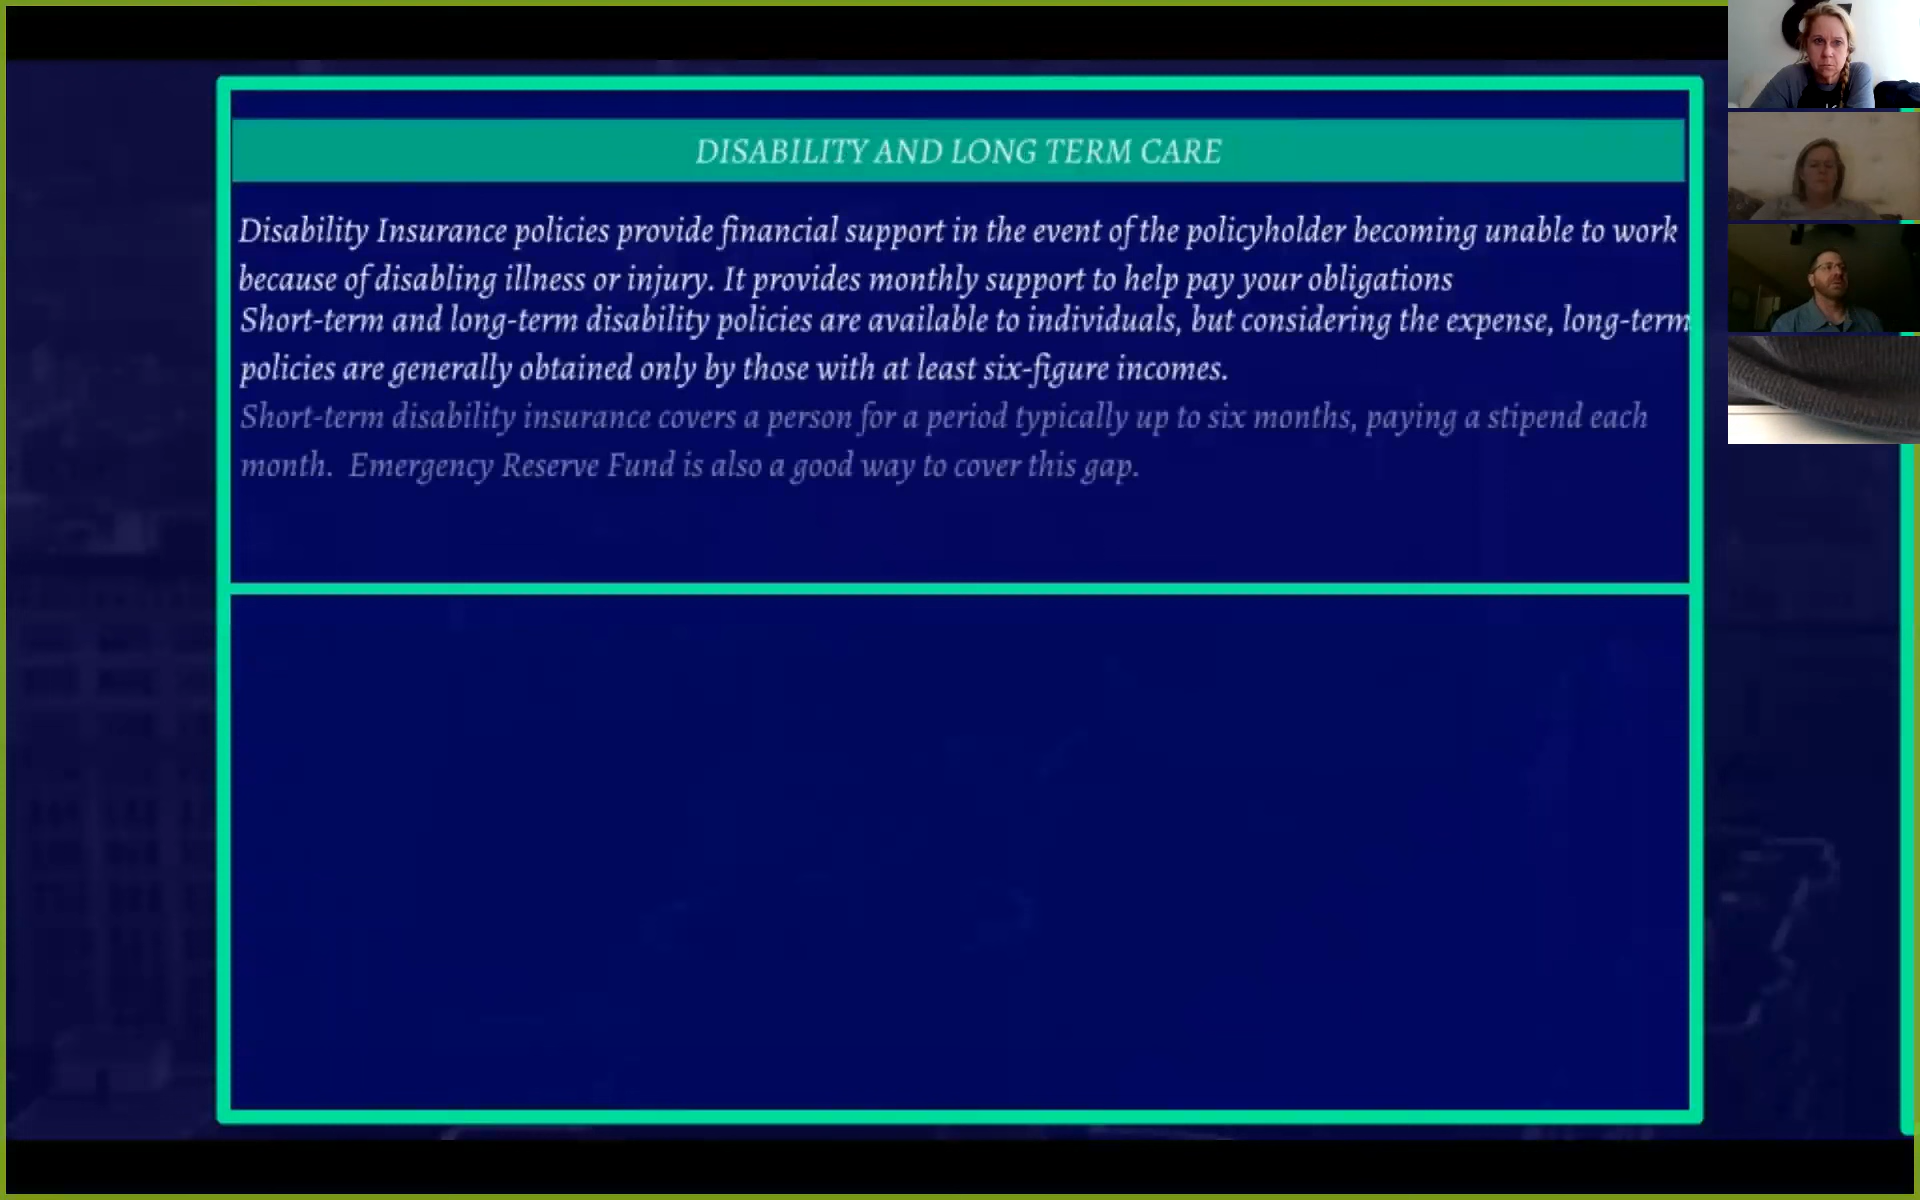 DISABILITY AND LONG TERM CARE
Disability Insurance policies provide financial support in the event of the policyholder becoming unable to work
because of disabling illness or injury. It provides monthly support to help pay your obligations
Short-term and long-term disability policies are available to individuals, but considering the expense, long-term
policies are generally obtained only by those with at least six-figure incomes.
Short-term disability insurance covers a person for a period typically up to six months, paying a stipend each
month. Emergency Reserve Fund is also a good way to cover this gap.